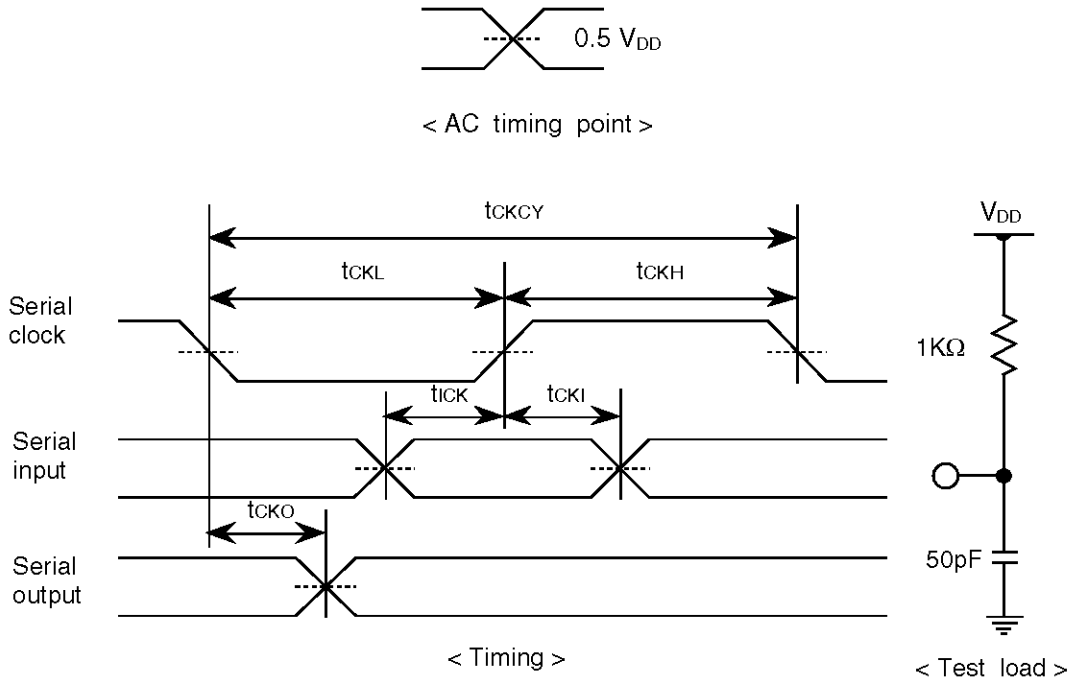 0.5 VDD
< AC timing point >
tCKCY
VDD
tCKL
tCKH
Serial
clock
1KΩ
tICK
tCKI
Serial
input
tCKO
Serial
output
50pF
< Timing >
< Test load >